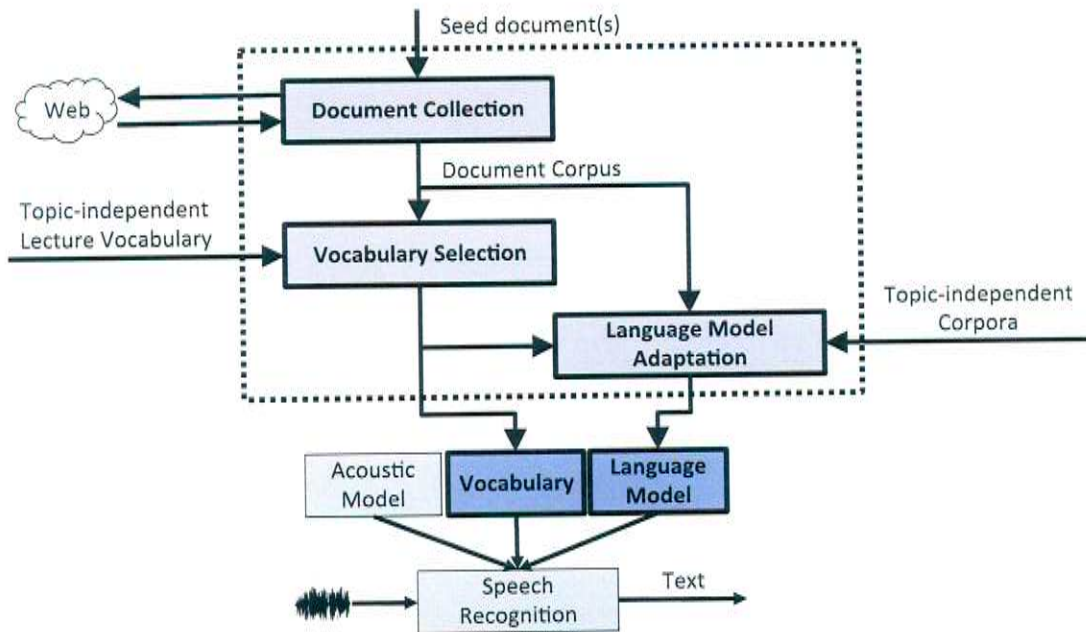 Seed document(s)
Web
Document Collection
Document Corpus
Topic-independent
Lecture Vocabulary
Vocabulary Selection
Topic-independent
Corpora
Language Model
Adaptation
Acoustic
Model
Vocabulary
Language
Model
Speech
Recognition
Text